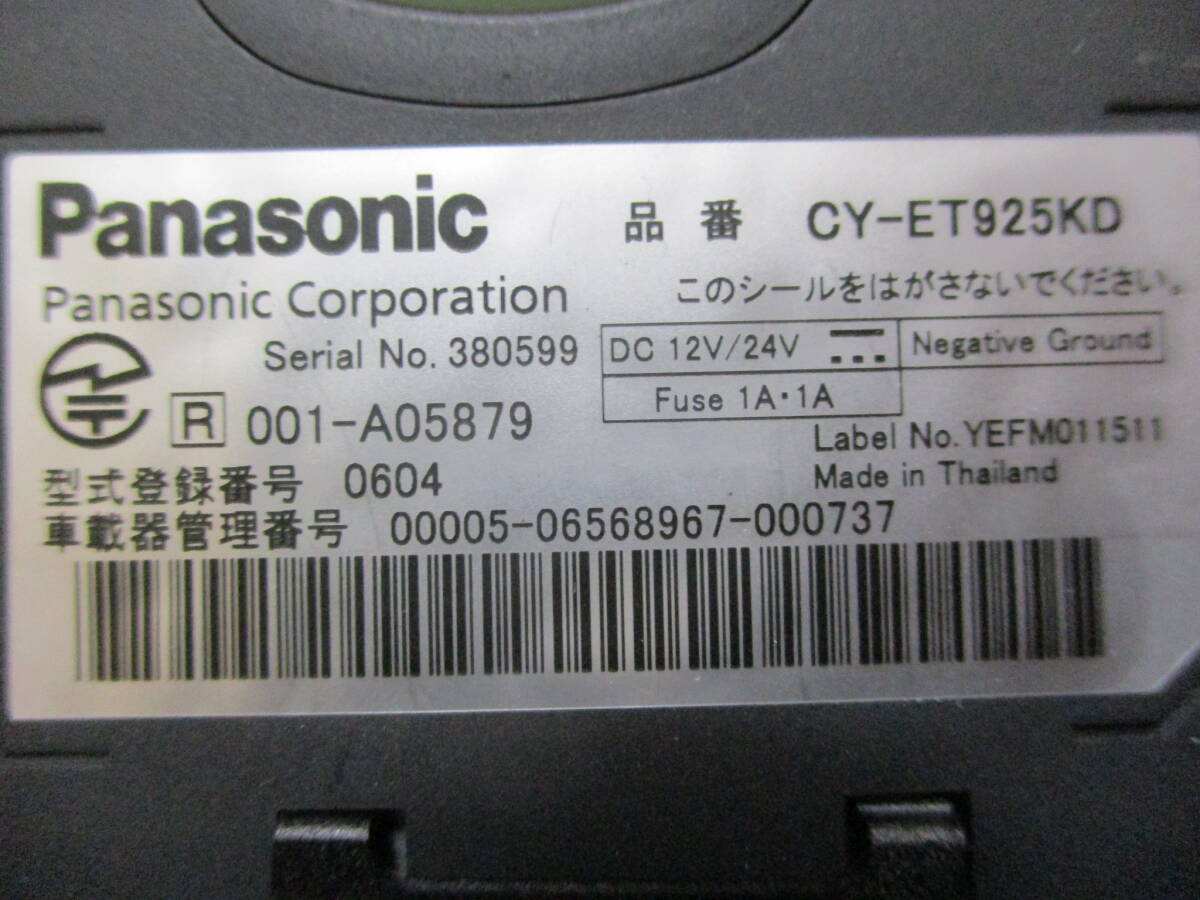 Panasonic 品番 CY-ET925KD
Panasonic Corporation このシールをはがさないでください。
Serial No. 380599 DC 12V/24V Negative Ground
Fuse 1A・1A
R 001-A05879
Label No. YEFM011511
型式登録番号 0604 Made in Thailand
車載器管理番号 00005-06568967-000737